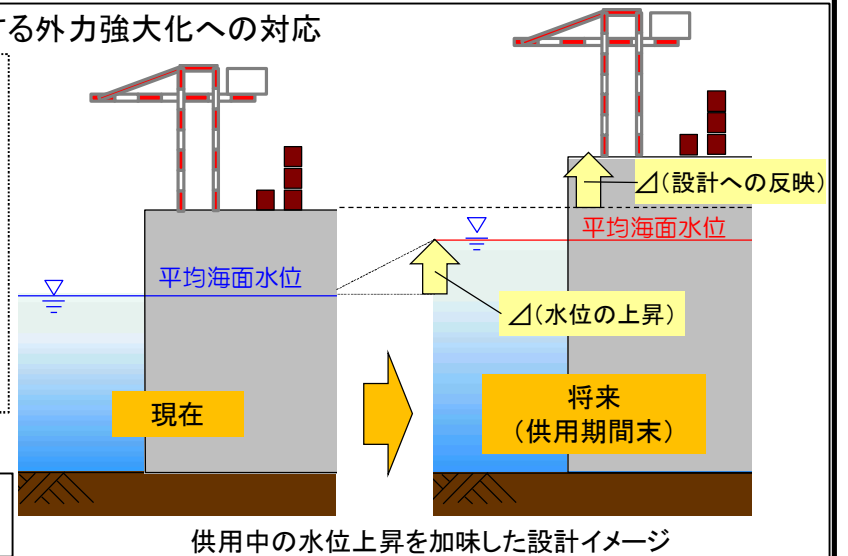 する外力強大化への対応
⊿(設計への反映)
平均海面水位
平均海面水位
⊿(水位の上昇)
現在
将来
(供用期間末)
供用中の水位上昇を加味した設計イメージ